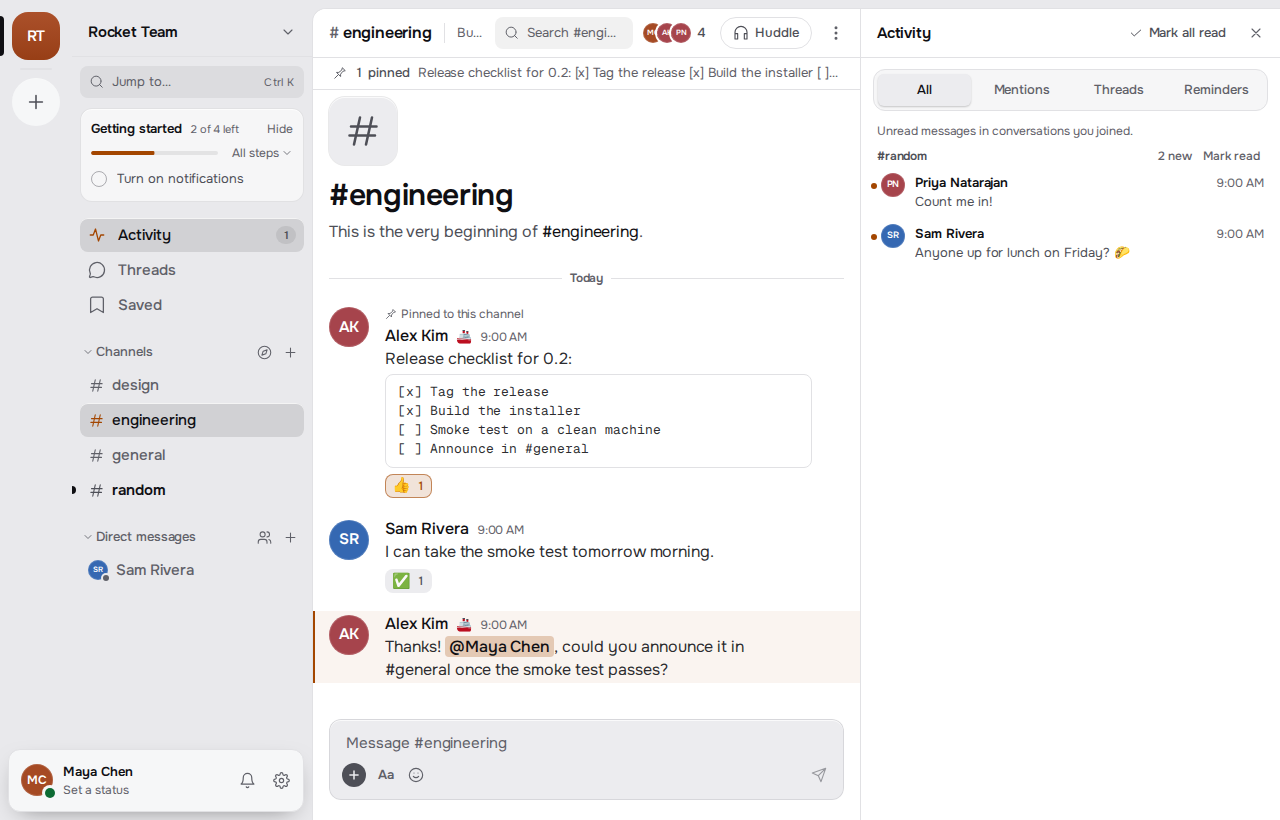 RT
Rocket Team
Jump to...
Ctrl K
Getting started
2 of 4 left
Hide
All steps
Turn on notifications
Activity
1
Threads
Saved
Channels
# design
# engineering
# general
# random
Direct messages
SR
Sam Rivera
MC
Maya Chen
Set a status
# engineering
Bu...
Search #engi...
4
Huddle
1 pinned
Release checklist for 0.2: [x] Tag the release [x] Build the installer [ ]...
#
#engineering
This is the very beginning of #engineering.
Today
Pinned to this channel
AK
Alex Kim 🚢 9:00 AM
Release checklist for 0.2:
[x] Tag the release
[x] Build the installer
[ ] Smoke test on a clean machine
[ ] Announce in #general
👍 1
SR
Sam Rivera 9:00 AM
I can take the smoke test tomorrow morning.
✅ 1
AK
Alex Kim 🚢 9:00 AM
Thanks! @Maya Chen, could you announce it in
#general once the smoke test passes?
Message #engineering
Aa
Activity
Mark all read
All
Mentions
Threads
Reminders
Unread messages in conversations you joined.
#random
2 new
Mark read
PN
Priya Natarajan
9:00 AM
Count me in!
SR
Sam Rivera
9:00 AM
Anyone up for lunch on Friday? 🌮